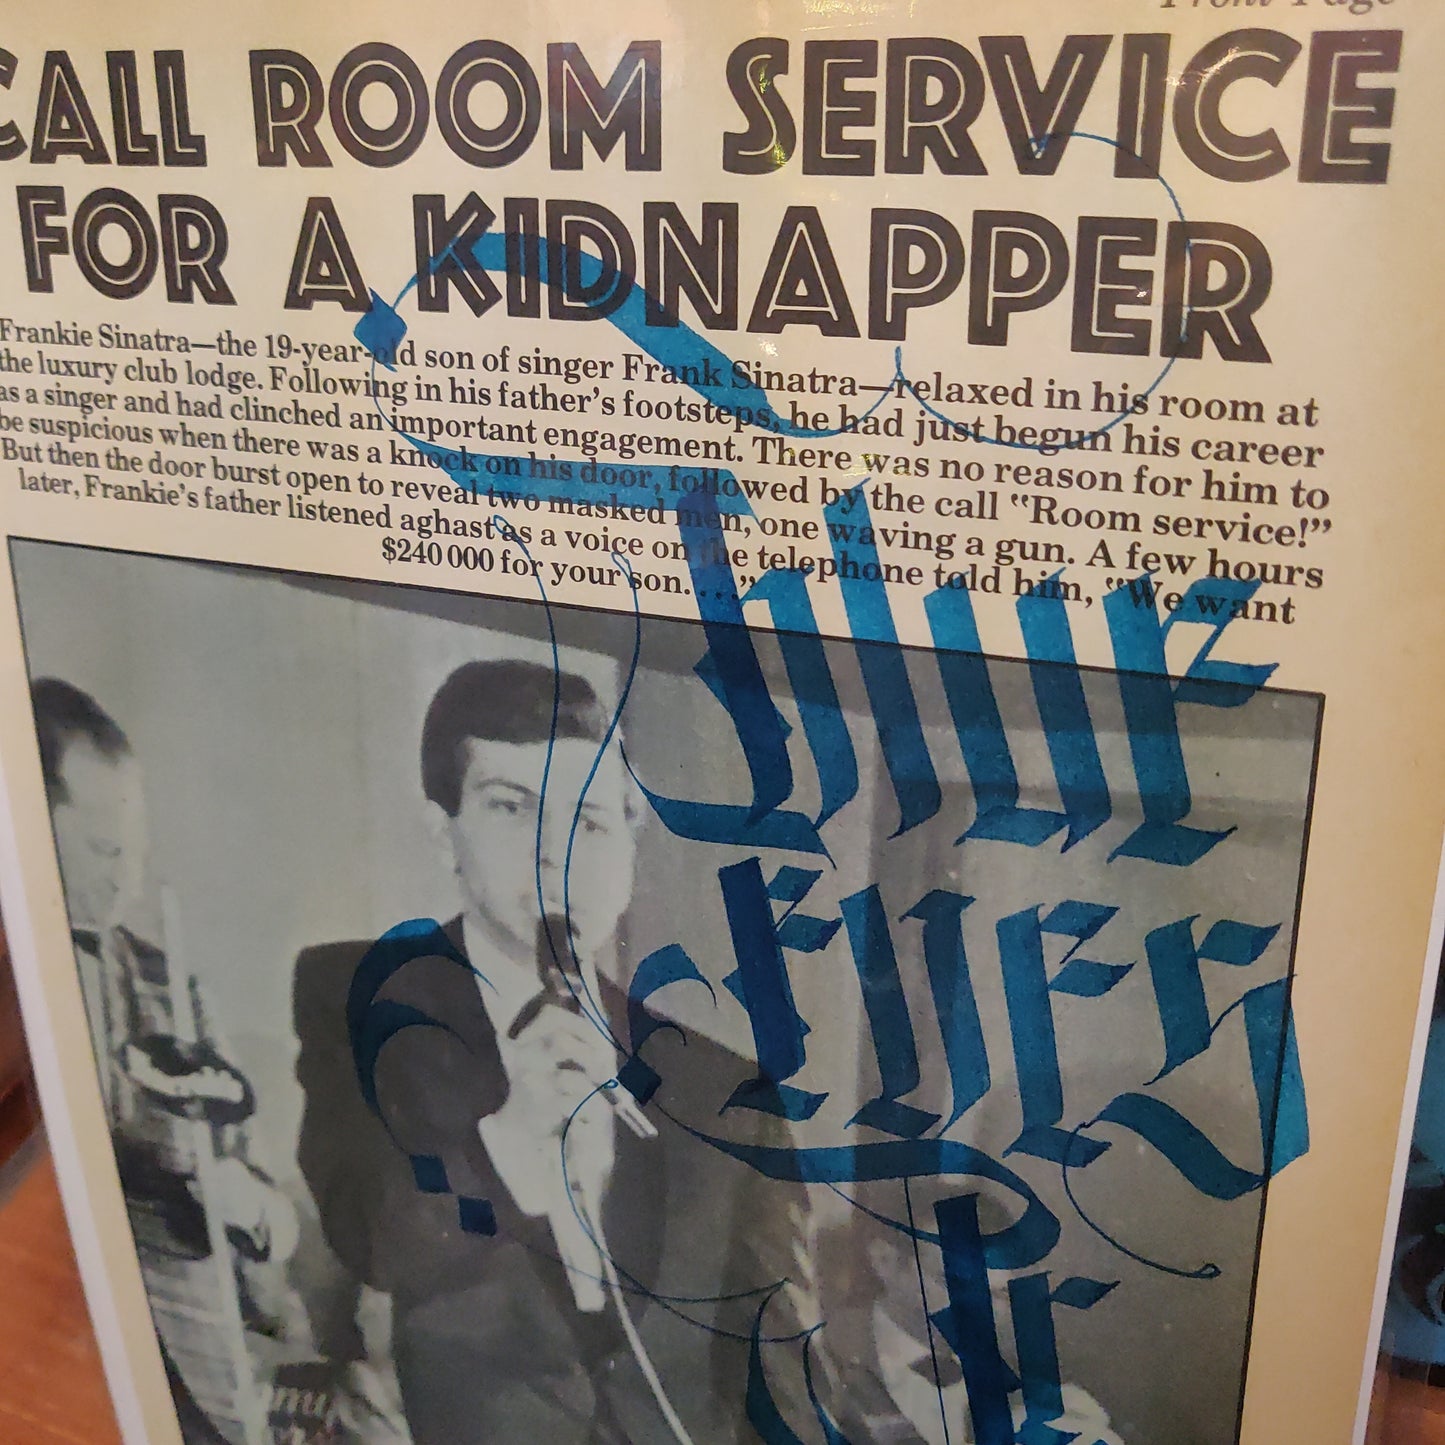 Front Page
CALL ROOM SERVICE
FOR A KIDNAPPER
Frankie Sinatra—the 19-year-old son of singer Frank Sinatra—relaxed in his room at
the luxury club lodge. Following in his father's footsteps, he had just begun his career
as a singer and had clinched an important engagement. There was no reason for him to
be suspicious when there was a knock on his door, followed by the call “Room service!”
But then the door burst open to reveal two masked men, one waving a gun. A few hours
later, Frankie's father listened aghast as a voice on the telephone told him, “We want
$240 000 for your son. . . .”
blue
eyes